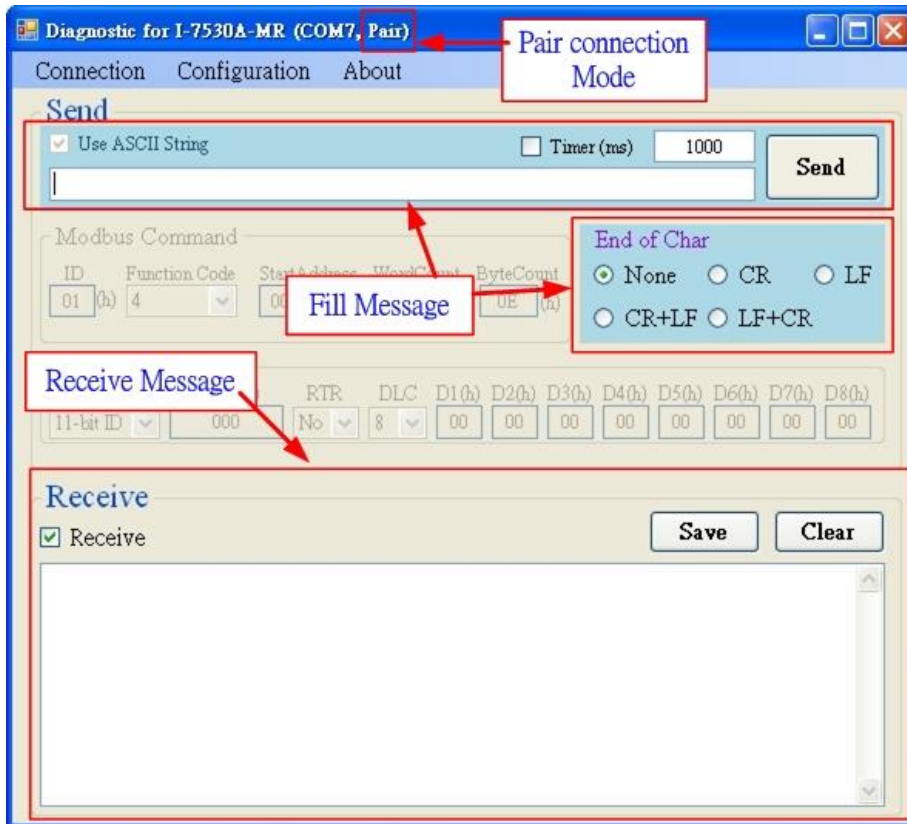 Diagnostic for I-7530A-MR (COM7, Pair)
Pair connection
Mode
Connection Configuration About
Send
Use ASCII String
Timer (ms) 1000
Send
Modbus Command
ID Function Code StartAddress WordCount ByteCount
01 (h) 4 00 0E (h)
Fill Message
End of Char
None CR LF
CR+LF LF+CR
Receive Message
RTR DLC D1(h) D2(h) D3(h) D4(h) D5(h) D6(h) D7(h) D8(h)
11-bit ID 000 No 8 00 00 00 00 00 00 00 00
Receive
Receive
Save Clear